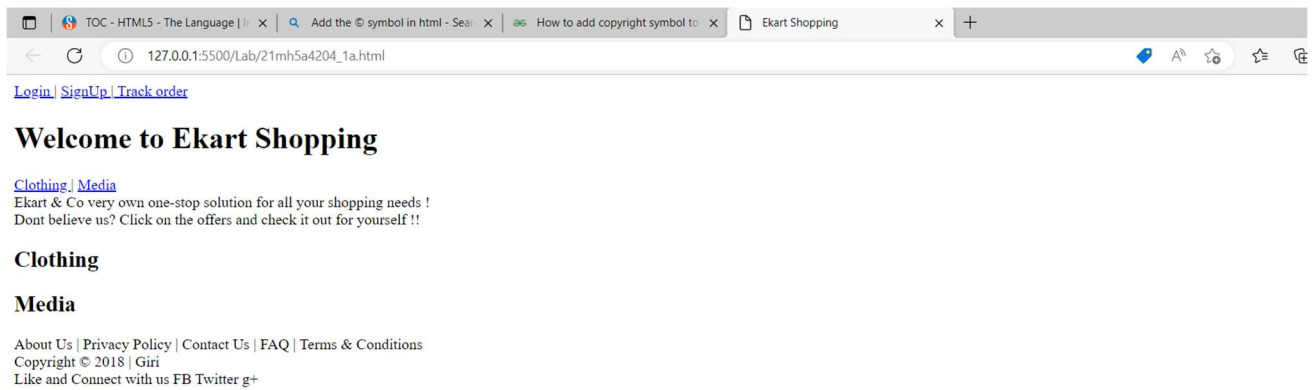 TOC - HTML5 - The Language | I
Add the © symbol in html - Sear
How to add copyright symbol to
Ekart Shopping
127.0.0.1:5500/Lab/21mh5a4204_1a.html
Login | SignUp | Track order
Welcome to Ekart Shopping
Clothing | Media
Ekart & Co very own one-stop solution for all your shopping needs !
Dont believe us? Click on the offers and check it out for yourself !!
Clothing
Media
About Us | Privacy Policy | Contact Us | FAQ | Terms & Conditions
Copyright © 2018 | Giri
Like and Connect with us FB Twitter g+